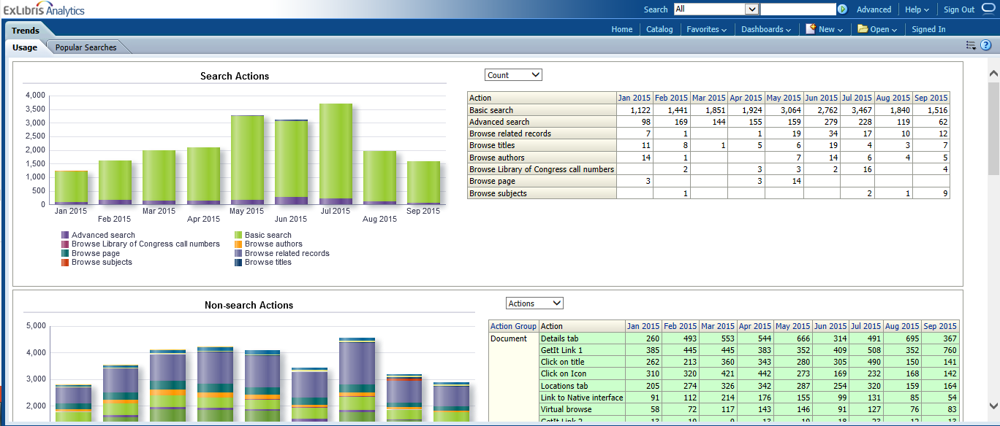 ExLibris Analytics
Search All Advanced Help Sign Out
Trends Home Catalog Favorites Dashboards New Open Signed In
Usage Popular Searches
Search Actions
4,000
3,500
3,000
2,500
2,000
1,500
1,000
500
0
Jan 2015 Feb 2015 Mar 2015 Apr 2015 May 2015 Jun 2015 Jul 2015 Aug 2015 Sep 2015
Advanced search Basic search
Browse Library of Congress call numbers Browse authors
Browse page Browse related records
Browse subjects Browse titles
Count
Action Jan 2015 Feb 2015 Mar 2015 Apr 2015 May 2015 Jun 2015 Jul 2015 Aug 2015 Sep 2015
Basic search 1,122 1,441 1,851 1,924 3,064 2,762 3,467 1,840 1,516
Advanced search 98 169 144 155 159 279 228 119 62
Browse related records 7 1 1 19 34 17 10 12
Browse titles 11 8 1 5 6 19 4 3 7
Browse authors 14 1 7 14 6 4 5
Browse Library of Congress call numbers 2 3 3 2 16 4
Browse page 3 3 14
Browse subjects 1 2 1 9
Non-search Actions
5,000
4,000
3,000
2,000
Actions
Action Group Action Jan 2015 Feb 2015 Mar 2015 Apr 2015 May 2015 Jun 2015 Jul 2015 Aug 2015 Sep 2015
Document Details tab 260 493 553 544 666 314 491 695 367
GetIt Link 1 385 445 445 383 352 409 508 352 760
Click on title 262 213 360 343 280 305 490 150 141
Click on Icon 310 320 421 442 273 169 232 168 142
Locations tab 205 274 326 342 287 254 320 159 164
Link to Native interface 91 112 214 176 155 99 131 85 54
Virtual browse 58 72 117 143 146 91 127 76 83
GetIt Link 2